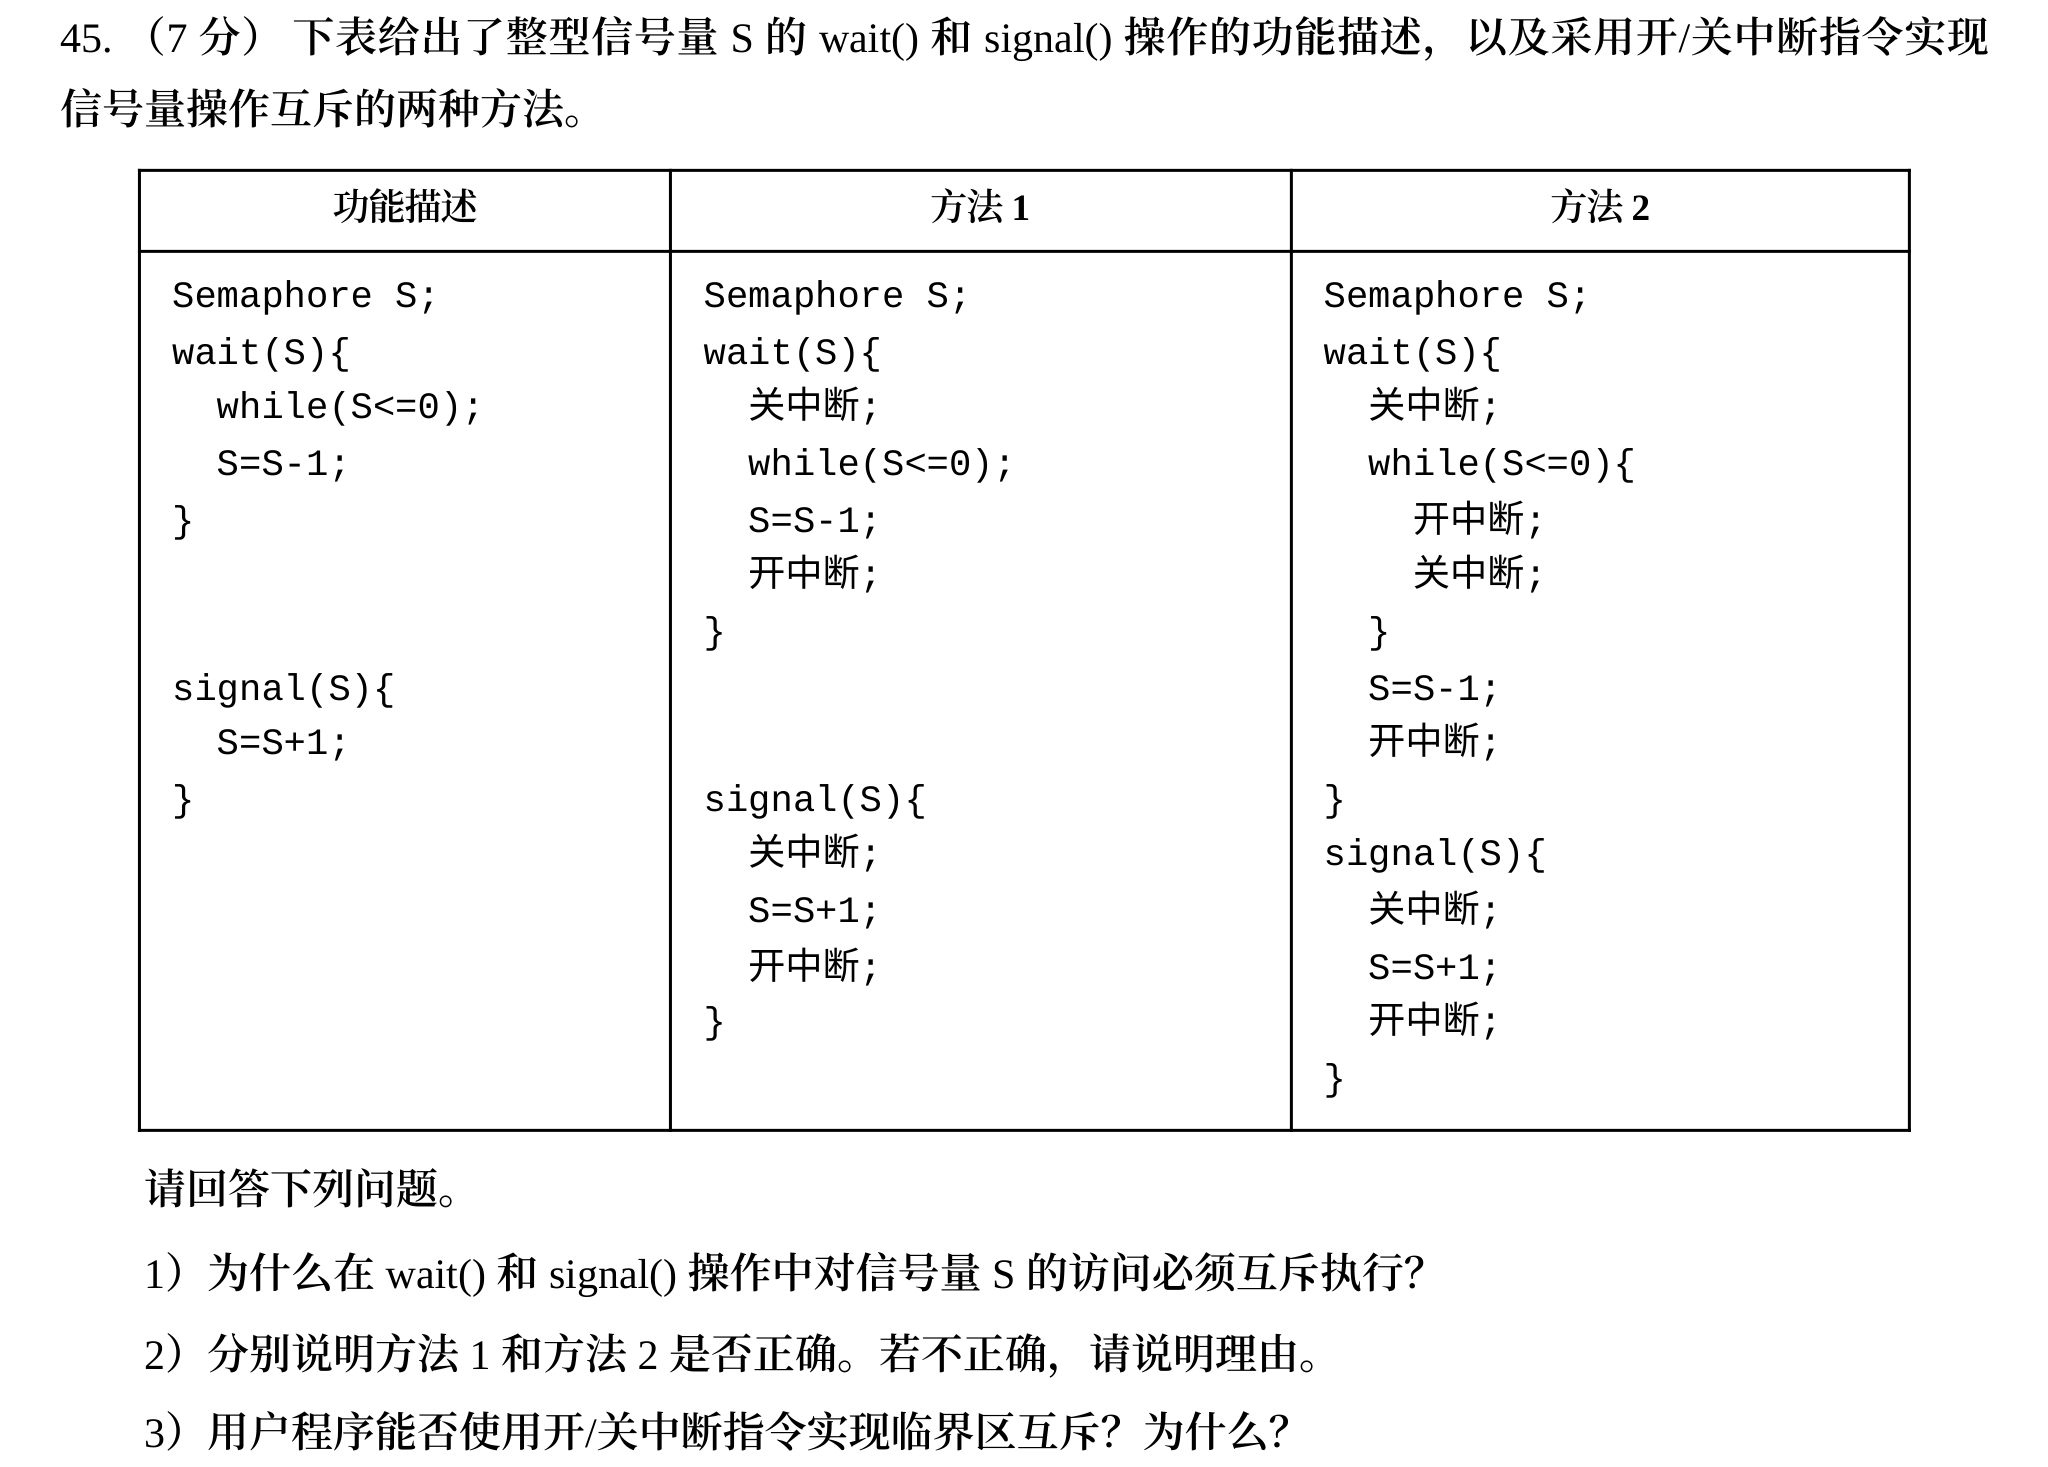 45. （7 分） 下表给出了整型信号量 S 的 wait() 和 signal() 操作的功能描述，以及采用开/关中断指令实现
信号量操作互斥的两种方法。
功能描述
Semaphore S;
wait(S){
  while(S<=0);
  S=S-1;
}
signal(S){
  S=S+1;
}
方法 1
Semaphore S;
wait(S){
  关中断;
  while(S<=0);
  S=S-1;
  开中断;
}
signal(S){
  关中断;
  S=S+1;
  开中断;
}
方法 2
Semaphore S;
wait(S){
  关中断;
  while(S<=0){
    开中断;
    关中断;
  }
  S=S-1;
  开中断;
}
signal(S){
  关中断;
  S=S+1;
  开中断;
}
请回答下列问题。
1）为什么在 wait() 和 signal() 操作中对信号量 S 的访问必须互斥执行？
2）分别说明方法 1 和方法 2 是否正确。若不正确，请说明理由。
3）用户程序能否使用开/关中断指令实现临界区互斥？为什么？